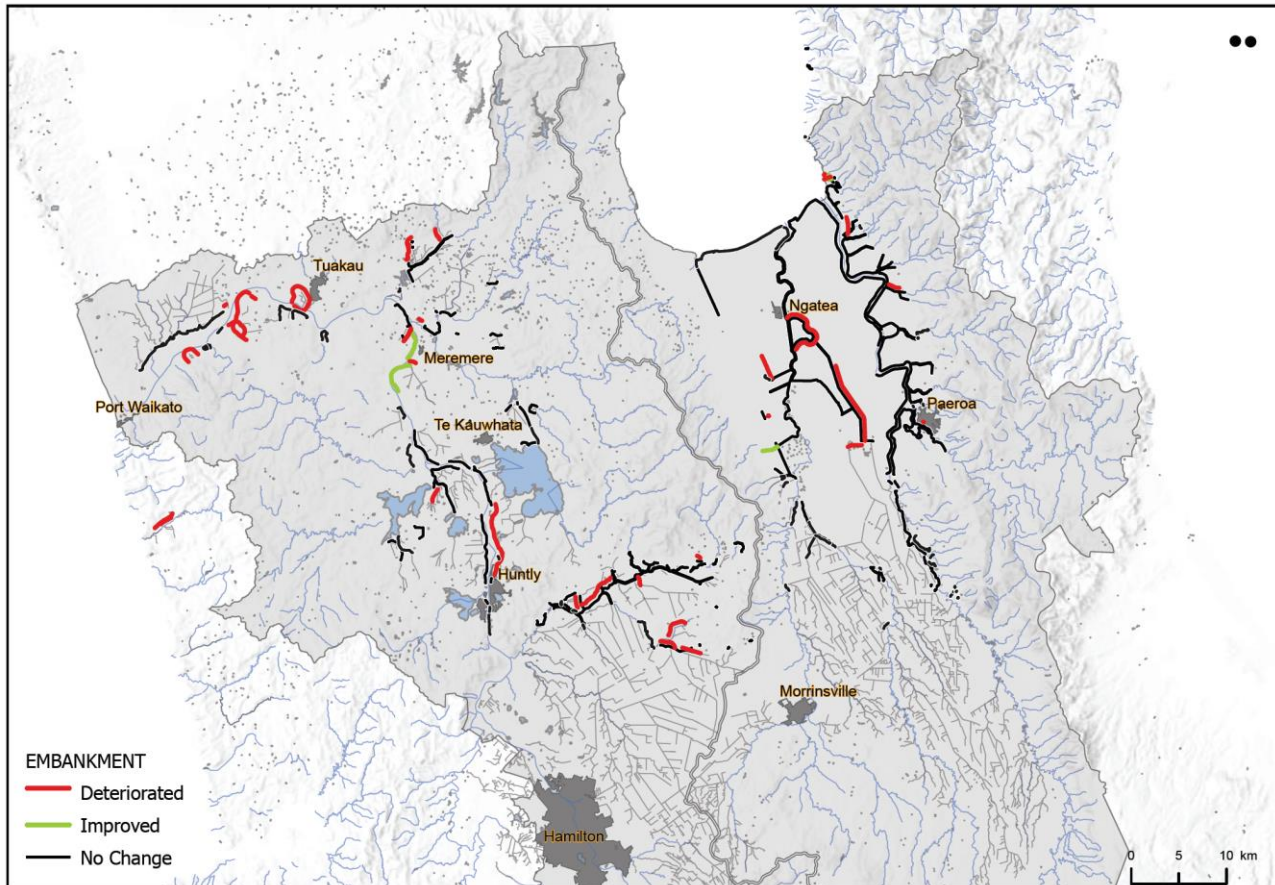 Tuakau
Ngatea
Meremere
Port Waikato
Paeroa
Te Kauwhata
Huntly
Morrinsville
EMBANKMENT
Deteriorated
Improved
No Change
Hamilton
0 5 10 km